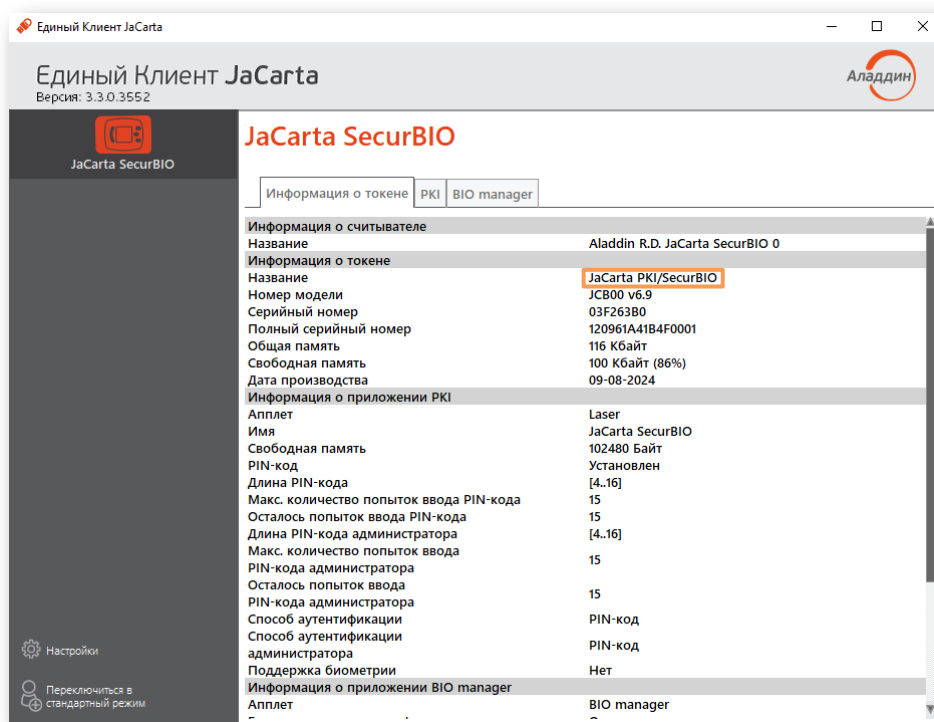 Единый Клиент JaCarta
Единый Клиент JaCarta
Версия: 3.3.0.3552
Аладдин
JaCarta SecurBIO
JaCarta SecurBIO
Информация о токене PKI BIO manager
Информация о считывателе
Название Aladdin R.D. JaCarta SecurBIO 0
Информация о токене
Название JaCarta PKI/SecurBIO
Номер модели JCB00 v6.9
Серийный номер 03F263B0
Полный серийный номер 120961A41B4F0001
Общая память 116 Кбайт
Свободная память 100 Кбайт (86%)
Дата производства 09-08-2024
Информация о приложении PKI
Апплет Laser
Имя JaCarta SecurBIO
Свободная память 102480 Байт
PIN-код Установлен
Длина PIN-кода [4..16]
Макс. количество попыток ввода PIN-кода 15
Осталось попыток ввода PIN-кода 15
Длина PIN-кода администратора [4..16]
Макс. количество попыток ввода
PIN-кода администратора 15
Осталось попыток ввода
PIN-кода администратора 15
Способ аутентификации PIN-код
Способ аутентификации
администратора PIN-код
Поддержка биометрии Нет
Информация о приложении BIO manager
Апплет BIO manager
Настройки
Переключиться в
стандартный режим